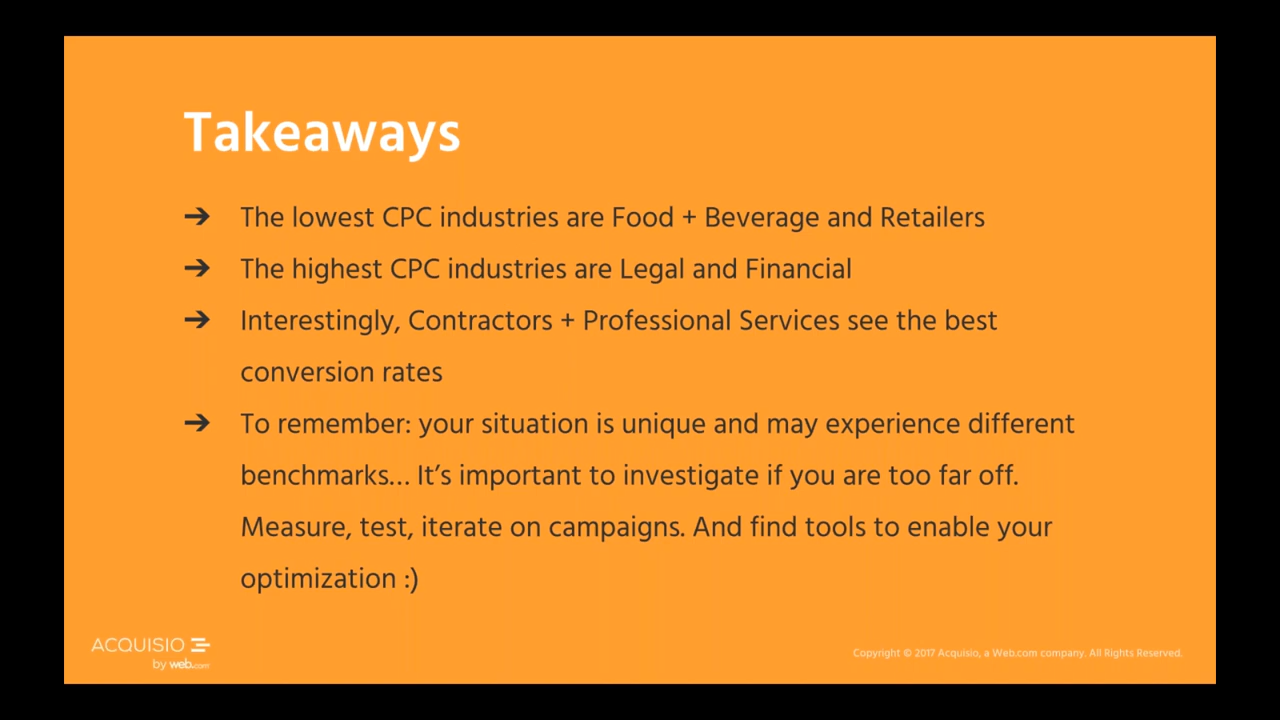 Takeaways
➔ The lowest CPC industries are Food + Beverage and Retailers
➔ The highest CPC industries are Legal and Financial
➔ Interestingly, Contractors + Professional Services see the best
conversion rates
➔ To remember: your situation is unique and may experience different
benchmarks... It’s important to investigate if you are too far off.
Measure, test, iterate on campaigns. And find tools to enable your
optimization :)
ACQUISIO
by web.com
Copyright © 2017 Acquisio, a Web.com company. All Rights Reserved.